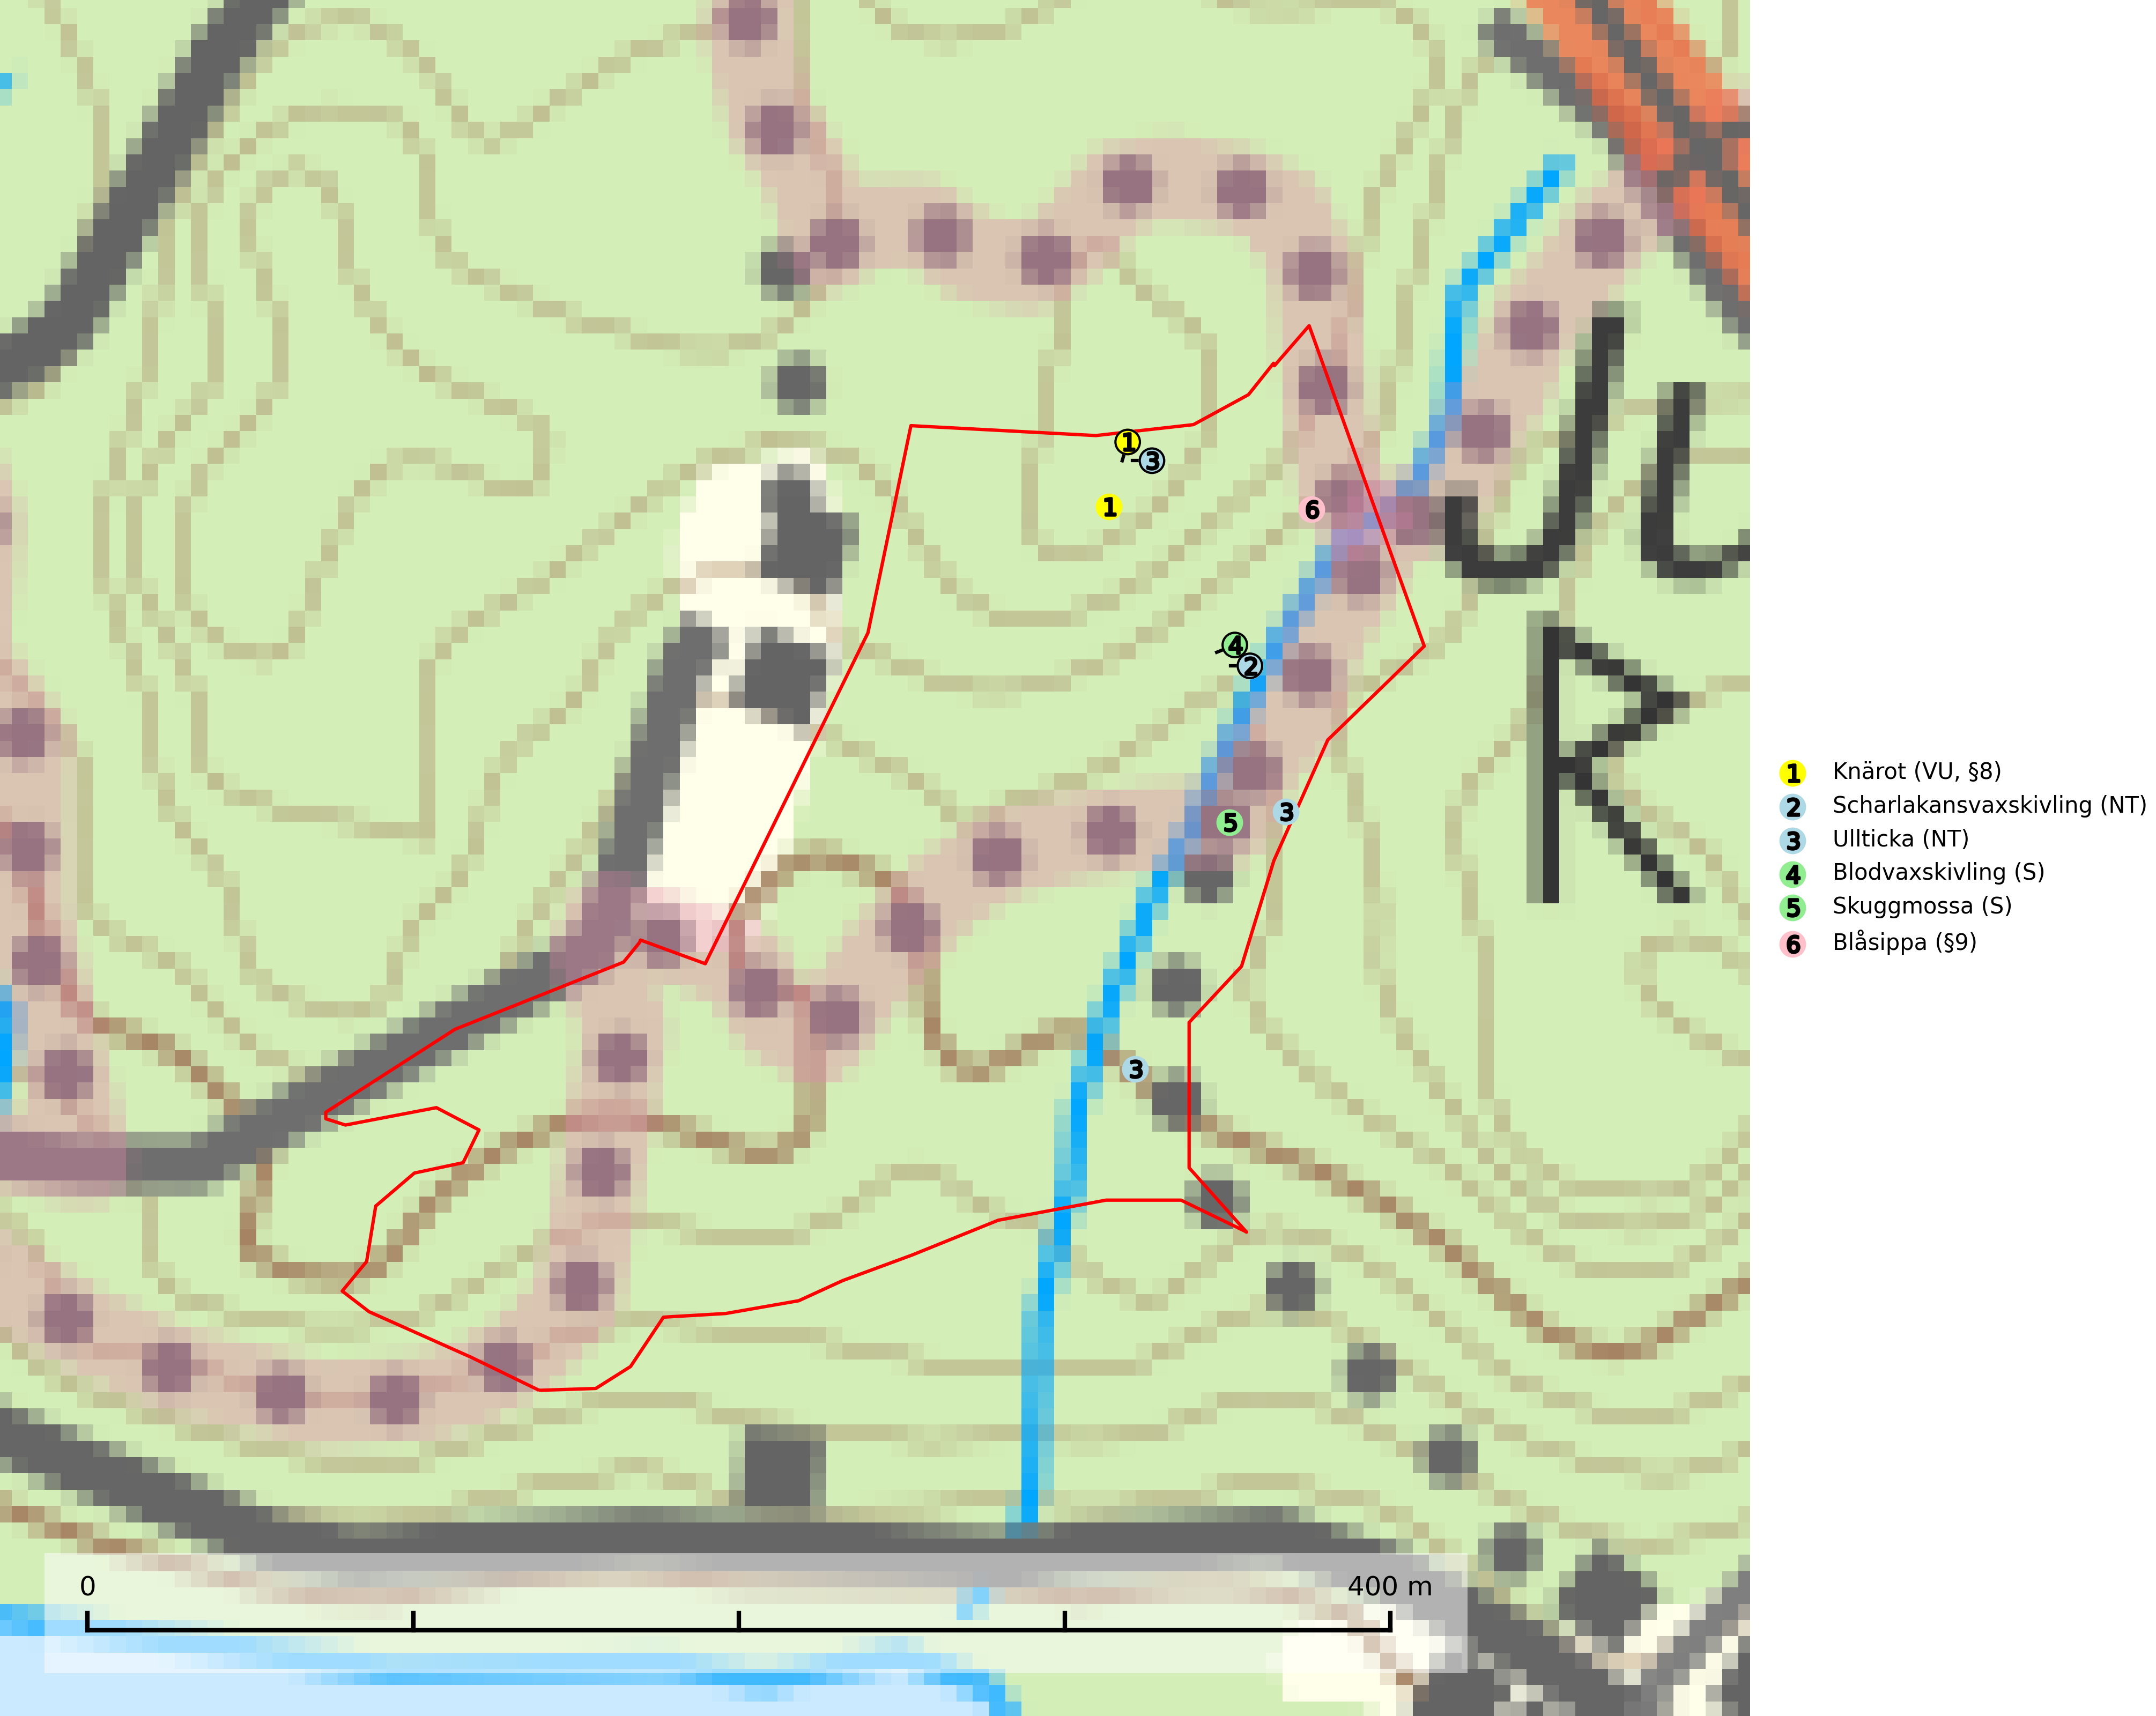 1
3
1
6
4
2
5
3
3
JU
K
1 Knärot (VU, §8)
2 Scharlakansvaxskivling (NT)
3 Ullticka (NT)
4 Blodvaxskivling (S)
5 Skuggmossa (S)
6 Blåsippa (§9)
0 400 m